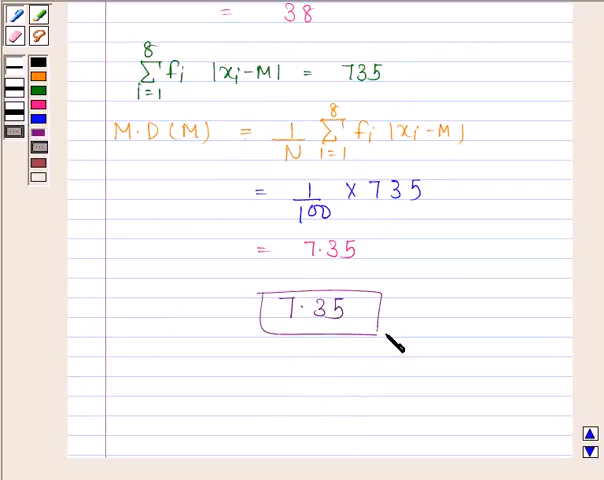 = 38
8
∑ fi |xi-M| = 735
i=1
M.D (M) = 1/N 8∑i=1 fi |xi-M|
= 1/100 × 735
= 7.35
7.35